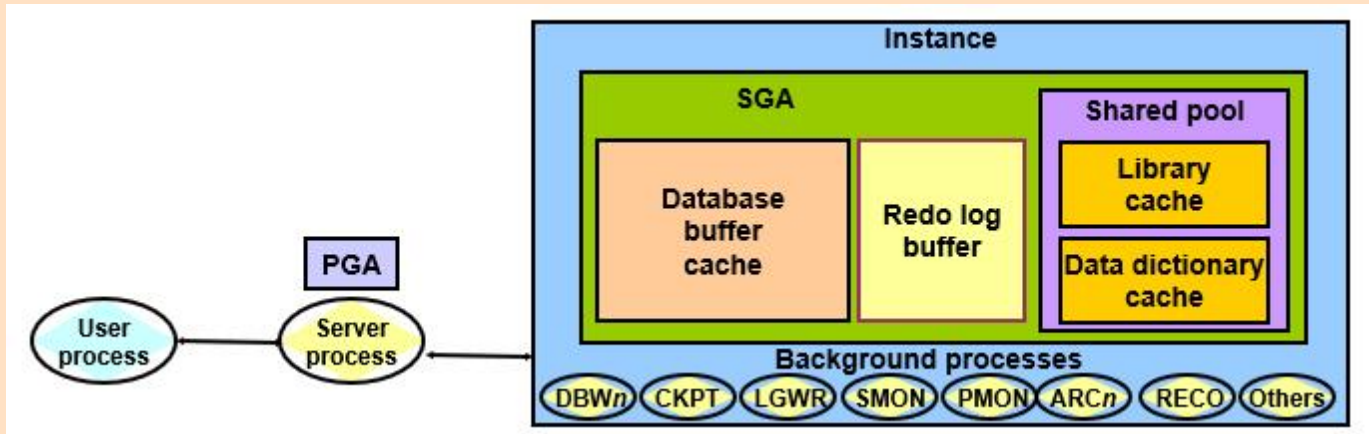 Instance
SGA
Shared pool
Database
buffer
cache
Redo log
buffer
Library
cache
Data dictionary
cache
PGA
User
process
Server
process
Background processes
DBWn
CKPT
LGWR
SMON
PMON
ARCn
RECO
Others